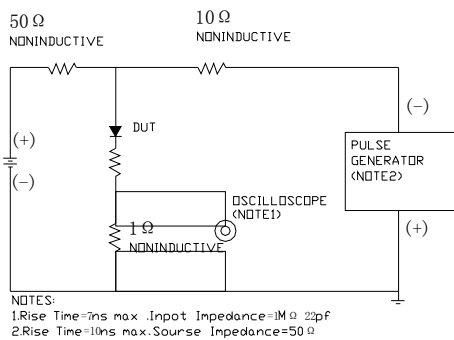 50 Ω
NONINDUCTIVE
10 Ω
NONINDUCTIVE
(+)
(−)
DUT
1 Ω
NONINDUCTIVE
OSCILLOSCOPE
(NOTE1)
(−)
PULSE
GENERATOR
(NOTE2)
(+)
NOTES:
1.Rise Time=7ns max .Inpot Impedance=1M Ω 22pf
2.Rise Time=10ns max.Sourse Impedance=50 Ω